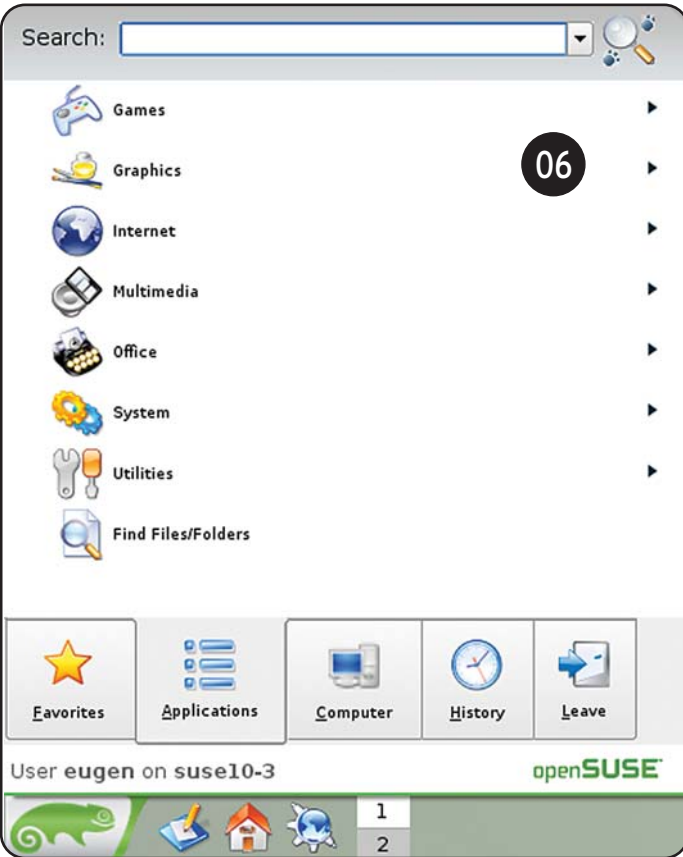 Search:
Games
Graphics
06
Internet
Multimedia
Office
System
Utilities
Find Files/Folders
Favorites
Applications
Computer
History
Leave
User eugen on suse10-3
openSUSE
1
2